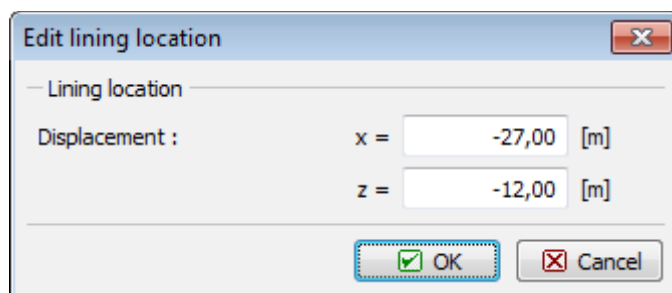 Edit lining location
Lining location
Displacement : x = -27,00 [m]
z = -12,00 [m]
OK Cancel